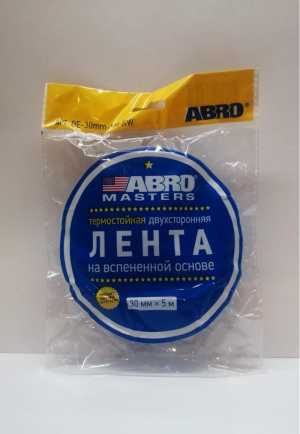 ABRO
ABRO
MASTERS
термостойкая двухсторонняя
ЛЕНТА
на вспененной основе
30 мм × 5 м